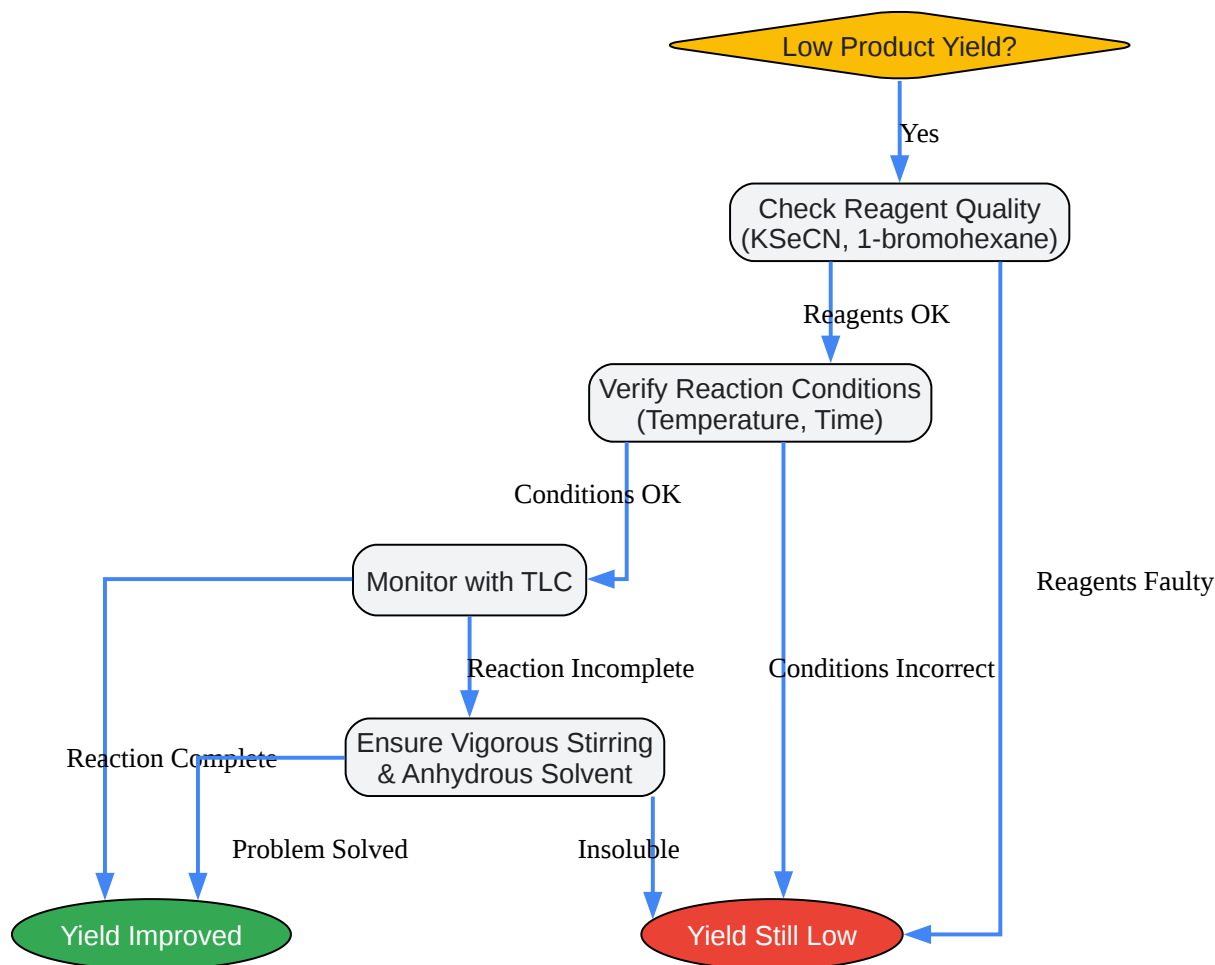 Low Product Yield?
Yes
Check Reagent Quality
(KSeCN, 1-bromohexane)
Reagents OK
Verify Reaction Conditions
(Temperature, Time)
Conditions OK
Monitor with TLC
Reagents Faulty
Reaction Incomplete
Conditions Incorrect
Ensure Vigorous Stirring
& Anhydrous Solvent
Reaction Complete
Problem Solved
Insoluble
Yield Improved
Yield Still Low